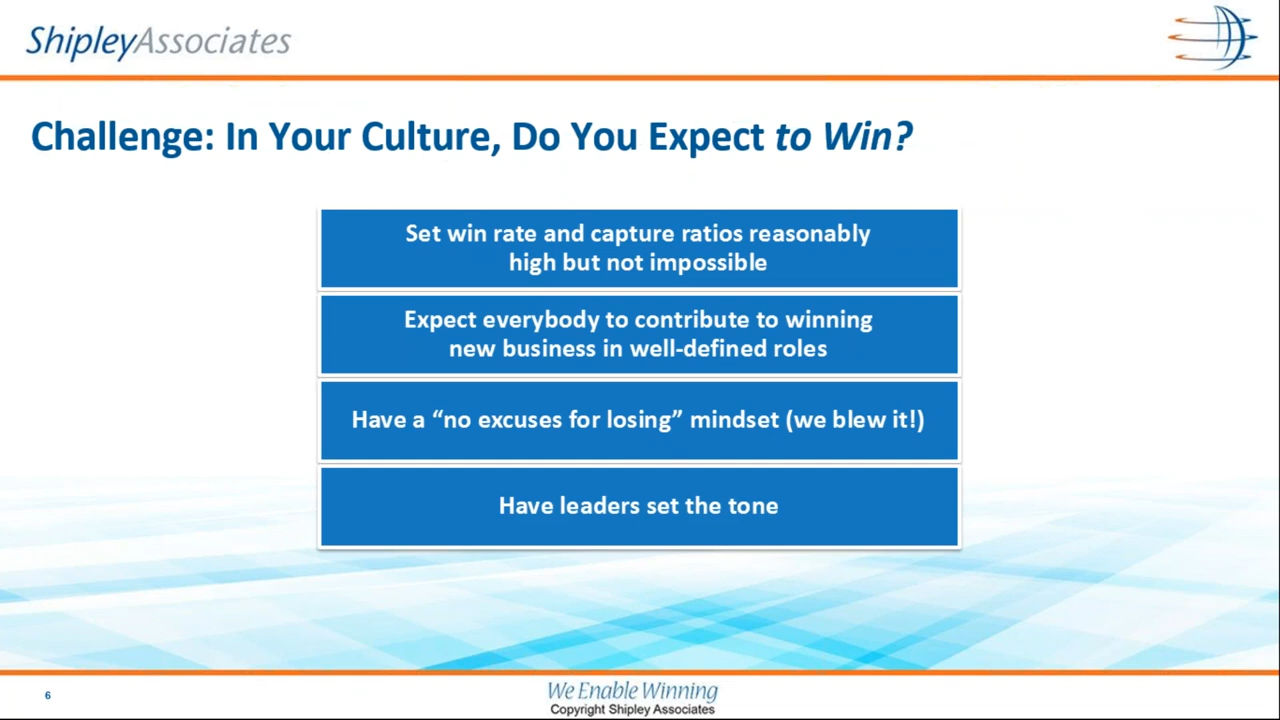 ShipleyAssociates
Challenge: In Your Culture, Do You Expect to Win?
Set win rate and capture ratios reasonably
high but not impossible
Expect everybody to contribute to winning
new business in well-defined roles
Have a “no excuses for losing” mindset (we blew it!)
Have leaders set the tone
6
We Enable Winning
Copyright Shipley Associates